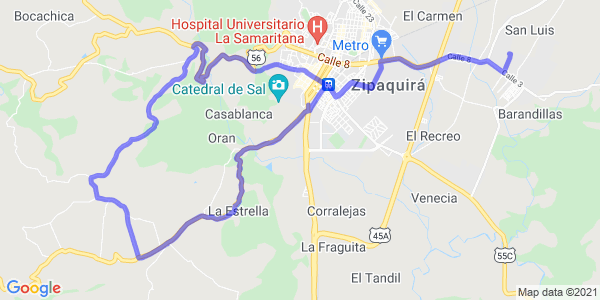 Bocachica
Hospital Universitario
La Samaritana
Calle 23
El Carmen
San Luis
Metro
56
Calle 8
Calle 8
Calle 3
Catedral de Sal
Zipaquirá
Casablanca
Barandillas
Oran
El Recreo
La Estrella
Corralejas
Venecia
45A
La Fraguita
55C
El Tandil
Google
Map data ©2021